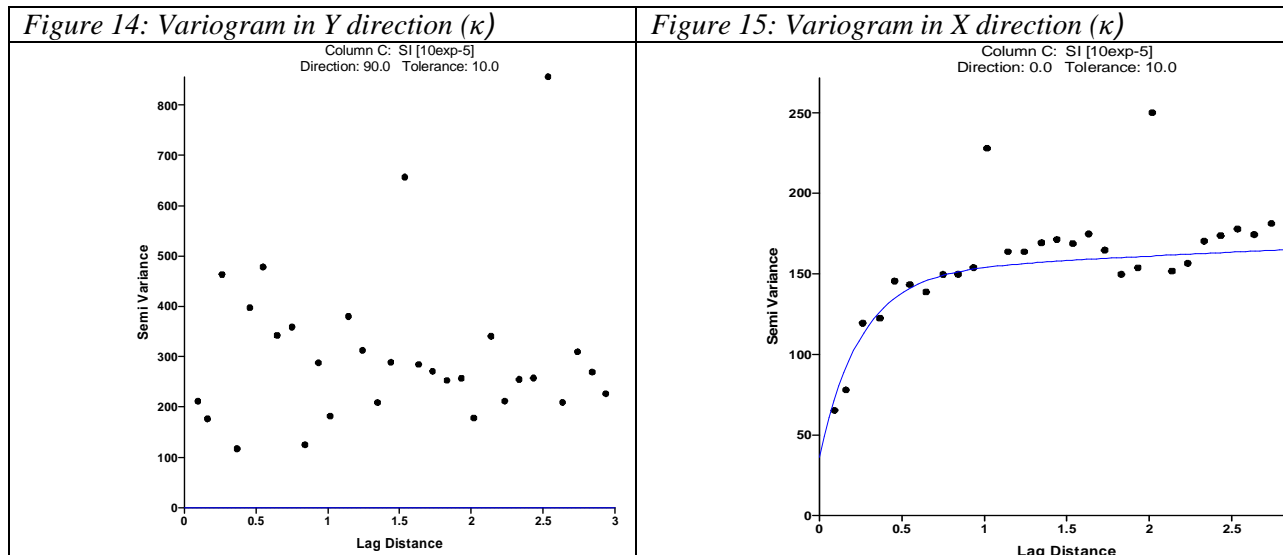 Figure 14: Variogram in Y direction (κ)
Column C: SI [10exp-5]
Direction: 90.0 Tolerance: 10.0
Semi Variance
800
700
600
500
400
300
200
100
0
0 0.5 1 1.5 2 2.5 3
Lag Distance
Figure 15: Variogram in X direction (κ)
Column C: SI [10exp-5]
Direction: 0.0 Tolerance: 10.0
Semi Variance
250
200
150
100
50
0
0 0.5 1 1.5 2 2.5
Lag Distance